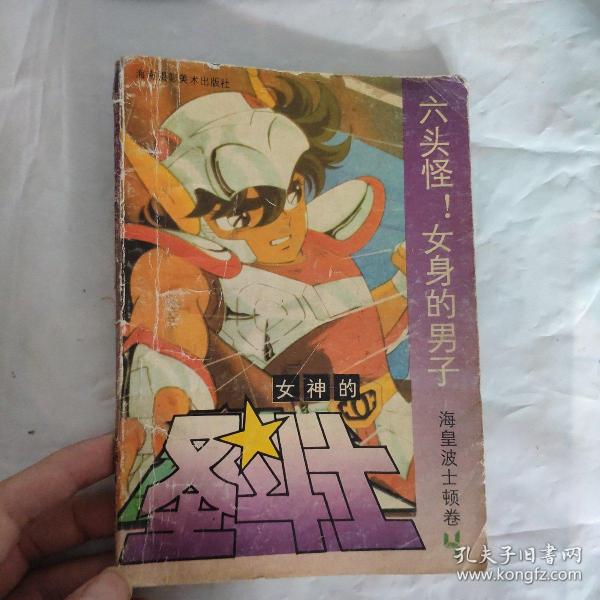 海南摄影美术出版社
六头怪！女身的男子
女神的
圣斗士
海皇波士顿卷 4
孔夫子旧书网
www.kongfz.com